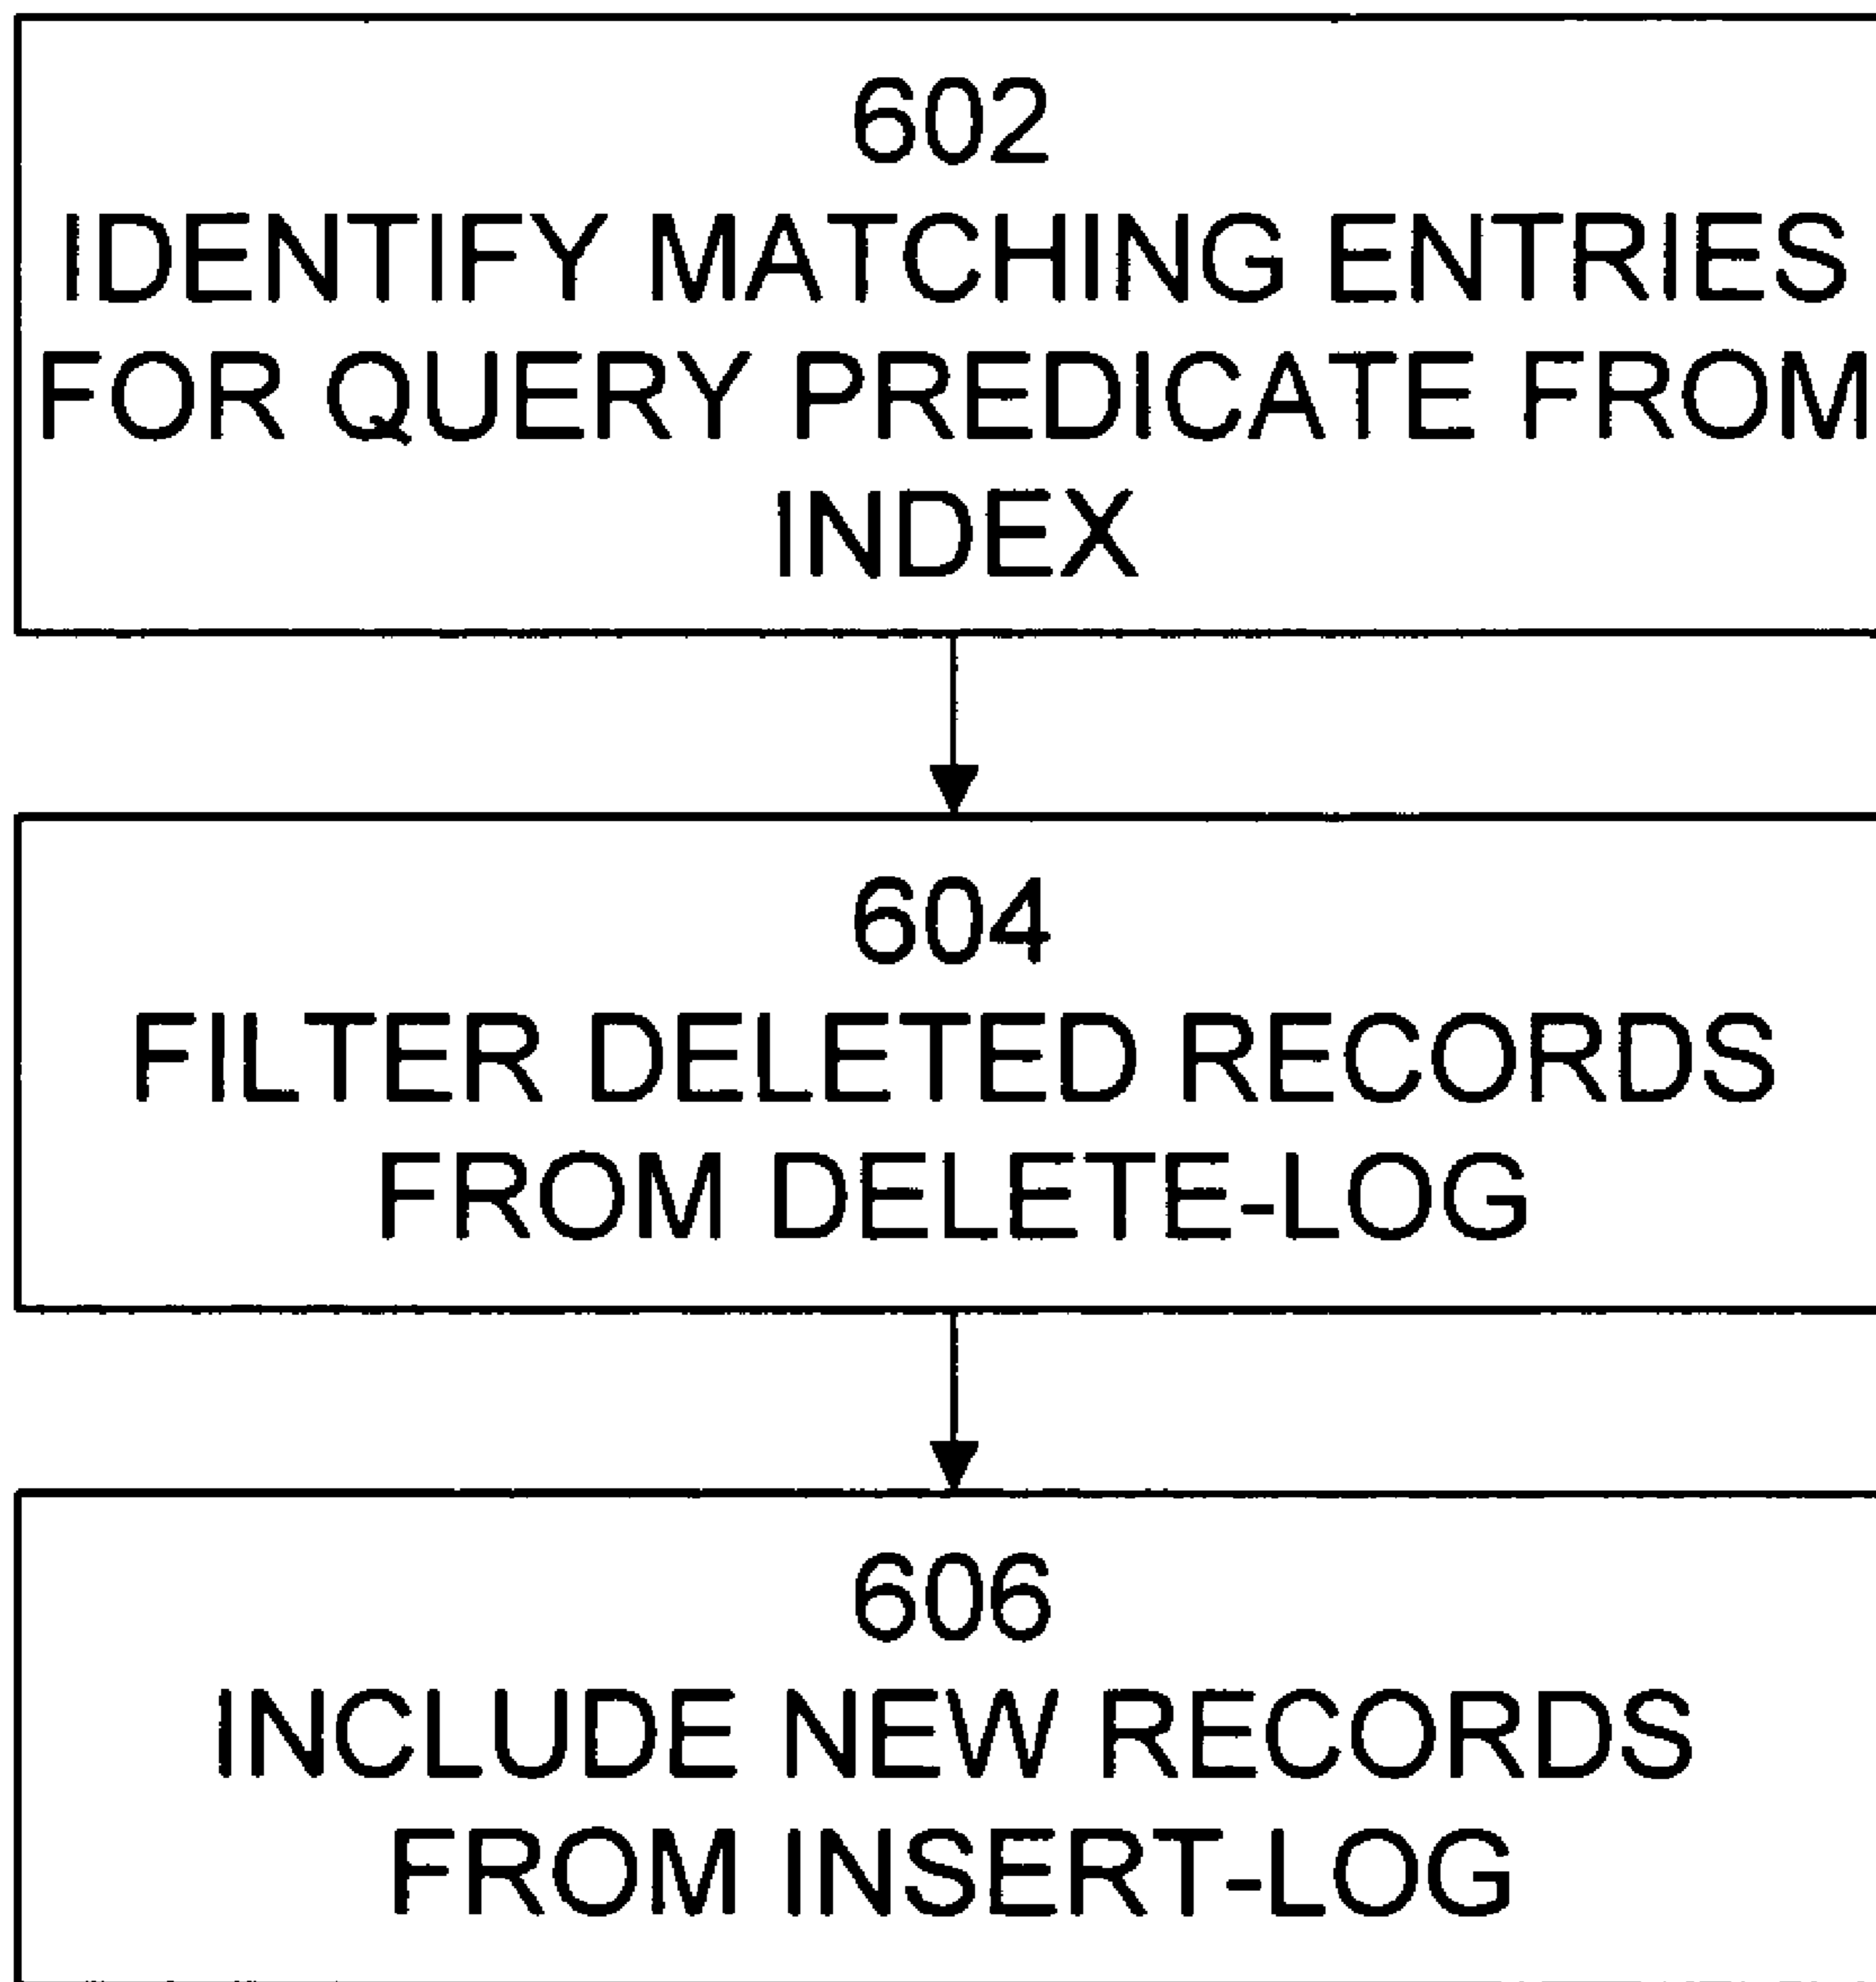 602
IDENTIFY MATCHING ENTRIES
FOR QUERY PREDICATE FROM
INDEX
604
FILTER DELETED RECORDS
FROM DELETE-LOG
606
INCLUDE NEW RECORDS
FROM INSERT-LOG